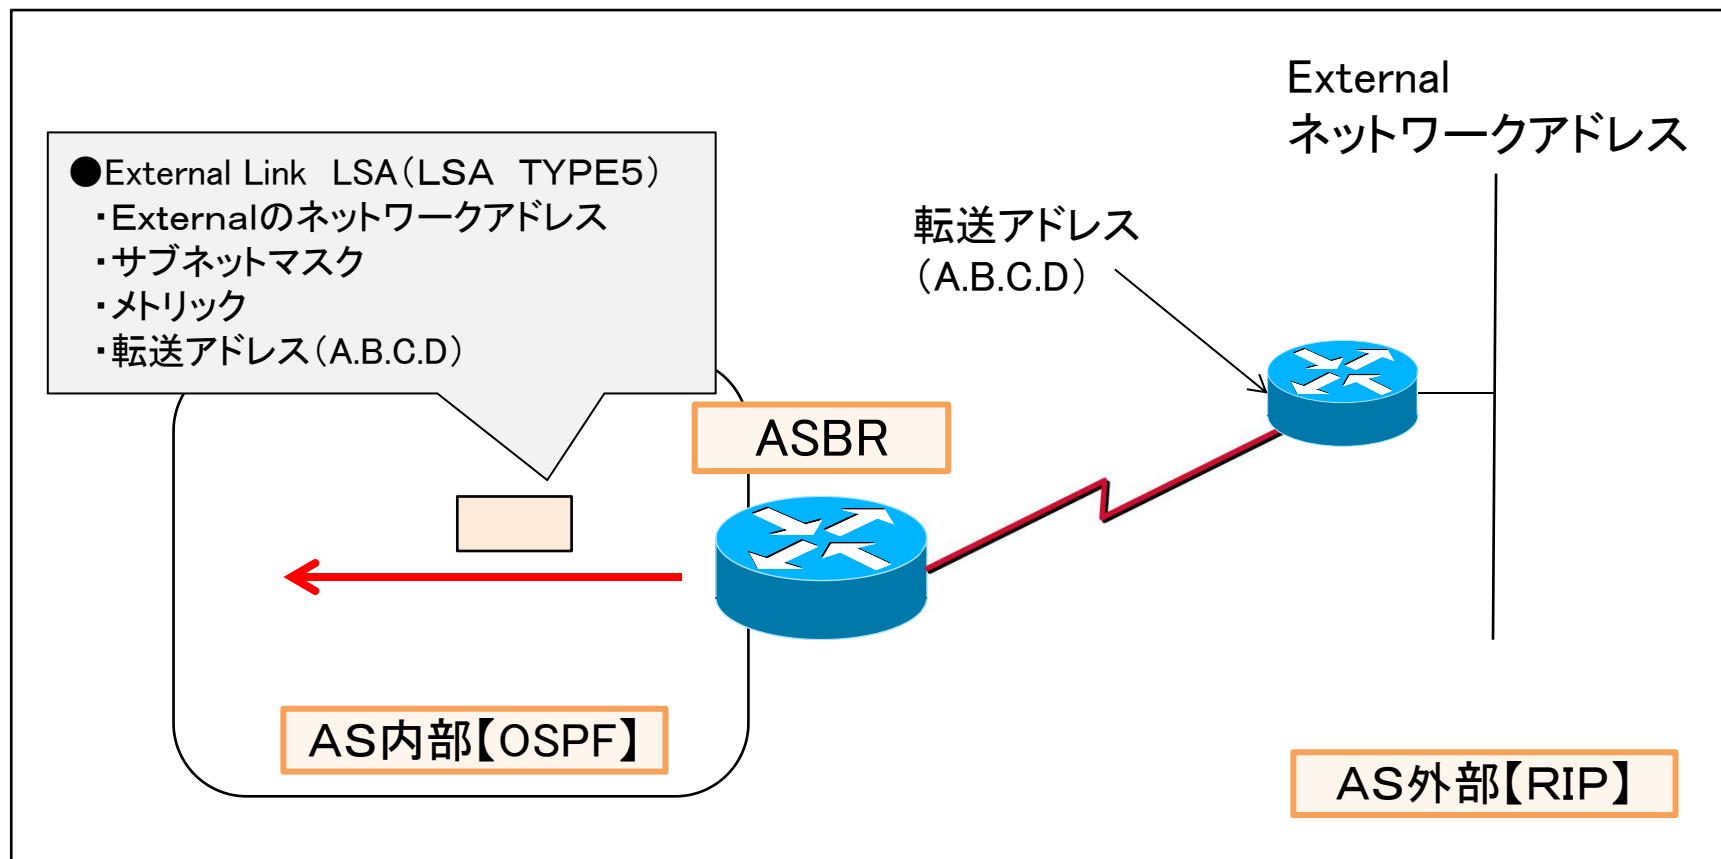 External
ネットワークアドレス
●External Link　LSA（ＬＳＡ　ＴＹＰＥ５）
・Ｅｘｔｅｒｎａｌのネットワークアドレス
・サブネットマスク
・メトリック
・転送アドレス（A.B.C.D）
転送アドレス
（A.B.C.D）
ASBR
ＡＳ内部【OSPF】
ＡＳ外部【ＲＩＰ】